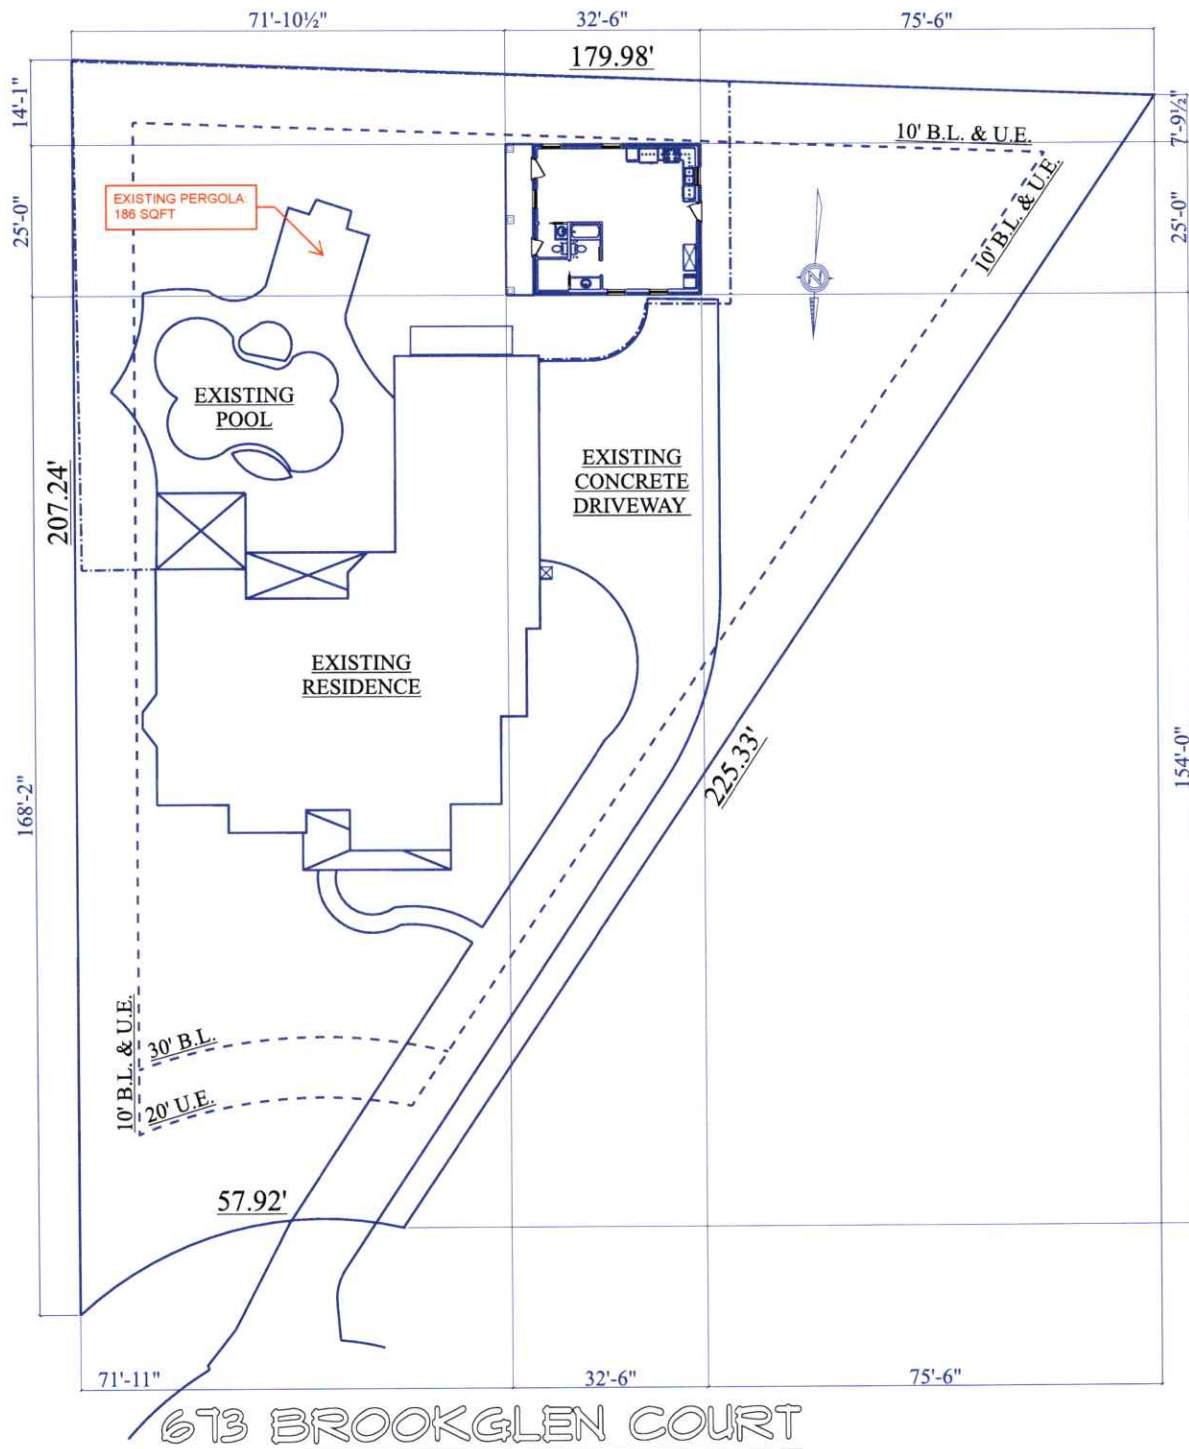 71'-10½"
32'-6"
75'-6"
179.98'
14'-1"
7'-9½"
10' B.L. & U.E.
10' B.L. & U.E.
EXISTING PERGOLA
186 SQFT
25'-0"
25'-0"
N
EXISTING
POOL
207.24'
EXISTING
CONCRETE
DRIVEWAY
EXISTING
RESIDENCE
225.33'
154'-0"
168'-2"
10' B.L. & U.E.
30' B.L.
20' U.E.
57.92'
71'-11"
32'-6"
75'-6"
673 BROOKGLEN COURT